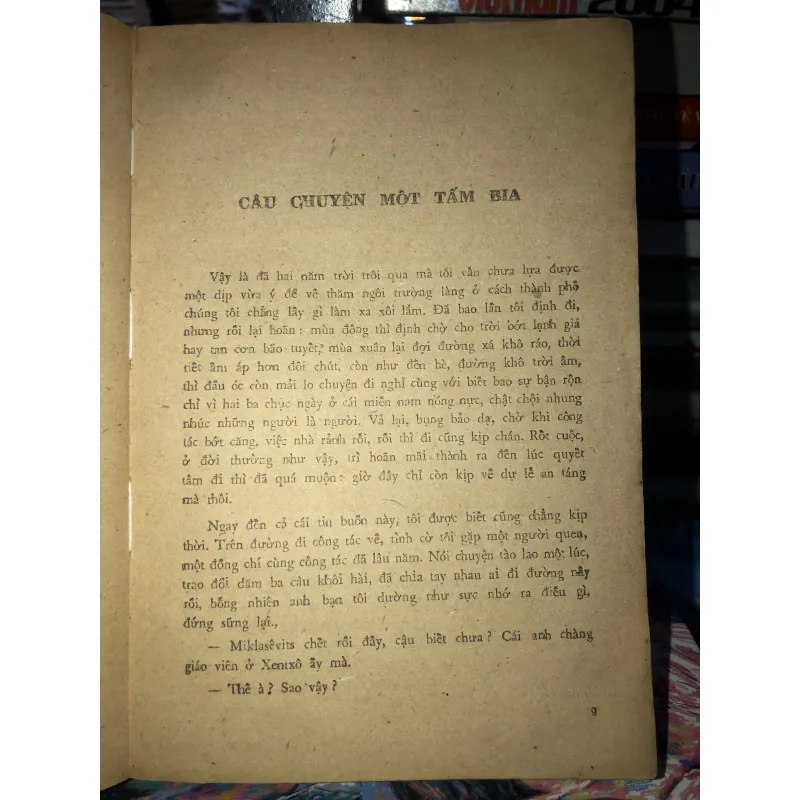 Vietnam 2004
CÂU CHUYỆN MỘT TẤM BIA
Vậy là đã hai năm trời trôi qua mà tôi vẫn chưa lựa được
một dịp vừa ý để về thăm ngôi trường làng ở cách thành phố
chúng tôi chẳng lấy gì làm xa xôi lắm. Đã bao lần tôi định đi,
nhưng rồi lại hoãn : mùa đông thì định chờ cho trời bớt lạnh giá
hay tan cơn bão tuyết, mùa xuân lại đợi đường xá khô ráo, thời
tiết ấm áp hơn đôi chút, còn như đến hè, đường khô trời ấm,
thì đầu óc còn mải lo chuyện đi nghỉ cùng với biết bao sự bận rộn
chỉ vì hai ba chục ngày ở cái miền nam nóng nực, chật chội nhung
nhúc những người là người. Vả lại, bụng bảo dạ, chờ khi công
tác bớt căng, việc nhà rảnh rỗi, rồi thì đi cũng kịp chán. Rốt cuộc,
ở đời thường như vậy, trì hoãn mãi thành ra đến lúc quyết
tâm đi thì đã quá muộn : giờ đây chỉ còn kịp về dự lễ an táng
mà thôi.
Ngay đến cả cái tin buồn này, tôi được biết cũng chẳng kịp
thời. Trên đường đi công tác về, tình cờ tôi gặp một người quen,
một đồng chí cùng công tác đã lâu năm. Nói chuyện tào lao một lúc,
trao đổi dăm ba câu khôi hài, đã chia tay nhau ai đi đường nấy
rồi, bỗng nhiên anh bạn tôi dường như sực nhớ ra điều gì,
đứng sững lại.,
— Miklasêvits chết rồi đấy, cậu biết chưa ? Cái anh chàng
giáo viên ở Xentxô ấy mà.
— Thế à ? Sao vậy ?
9